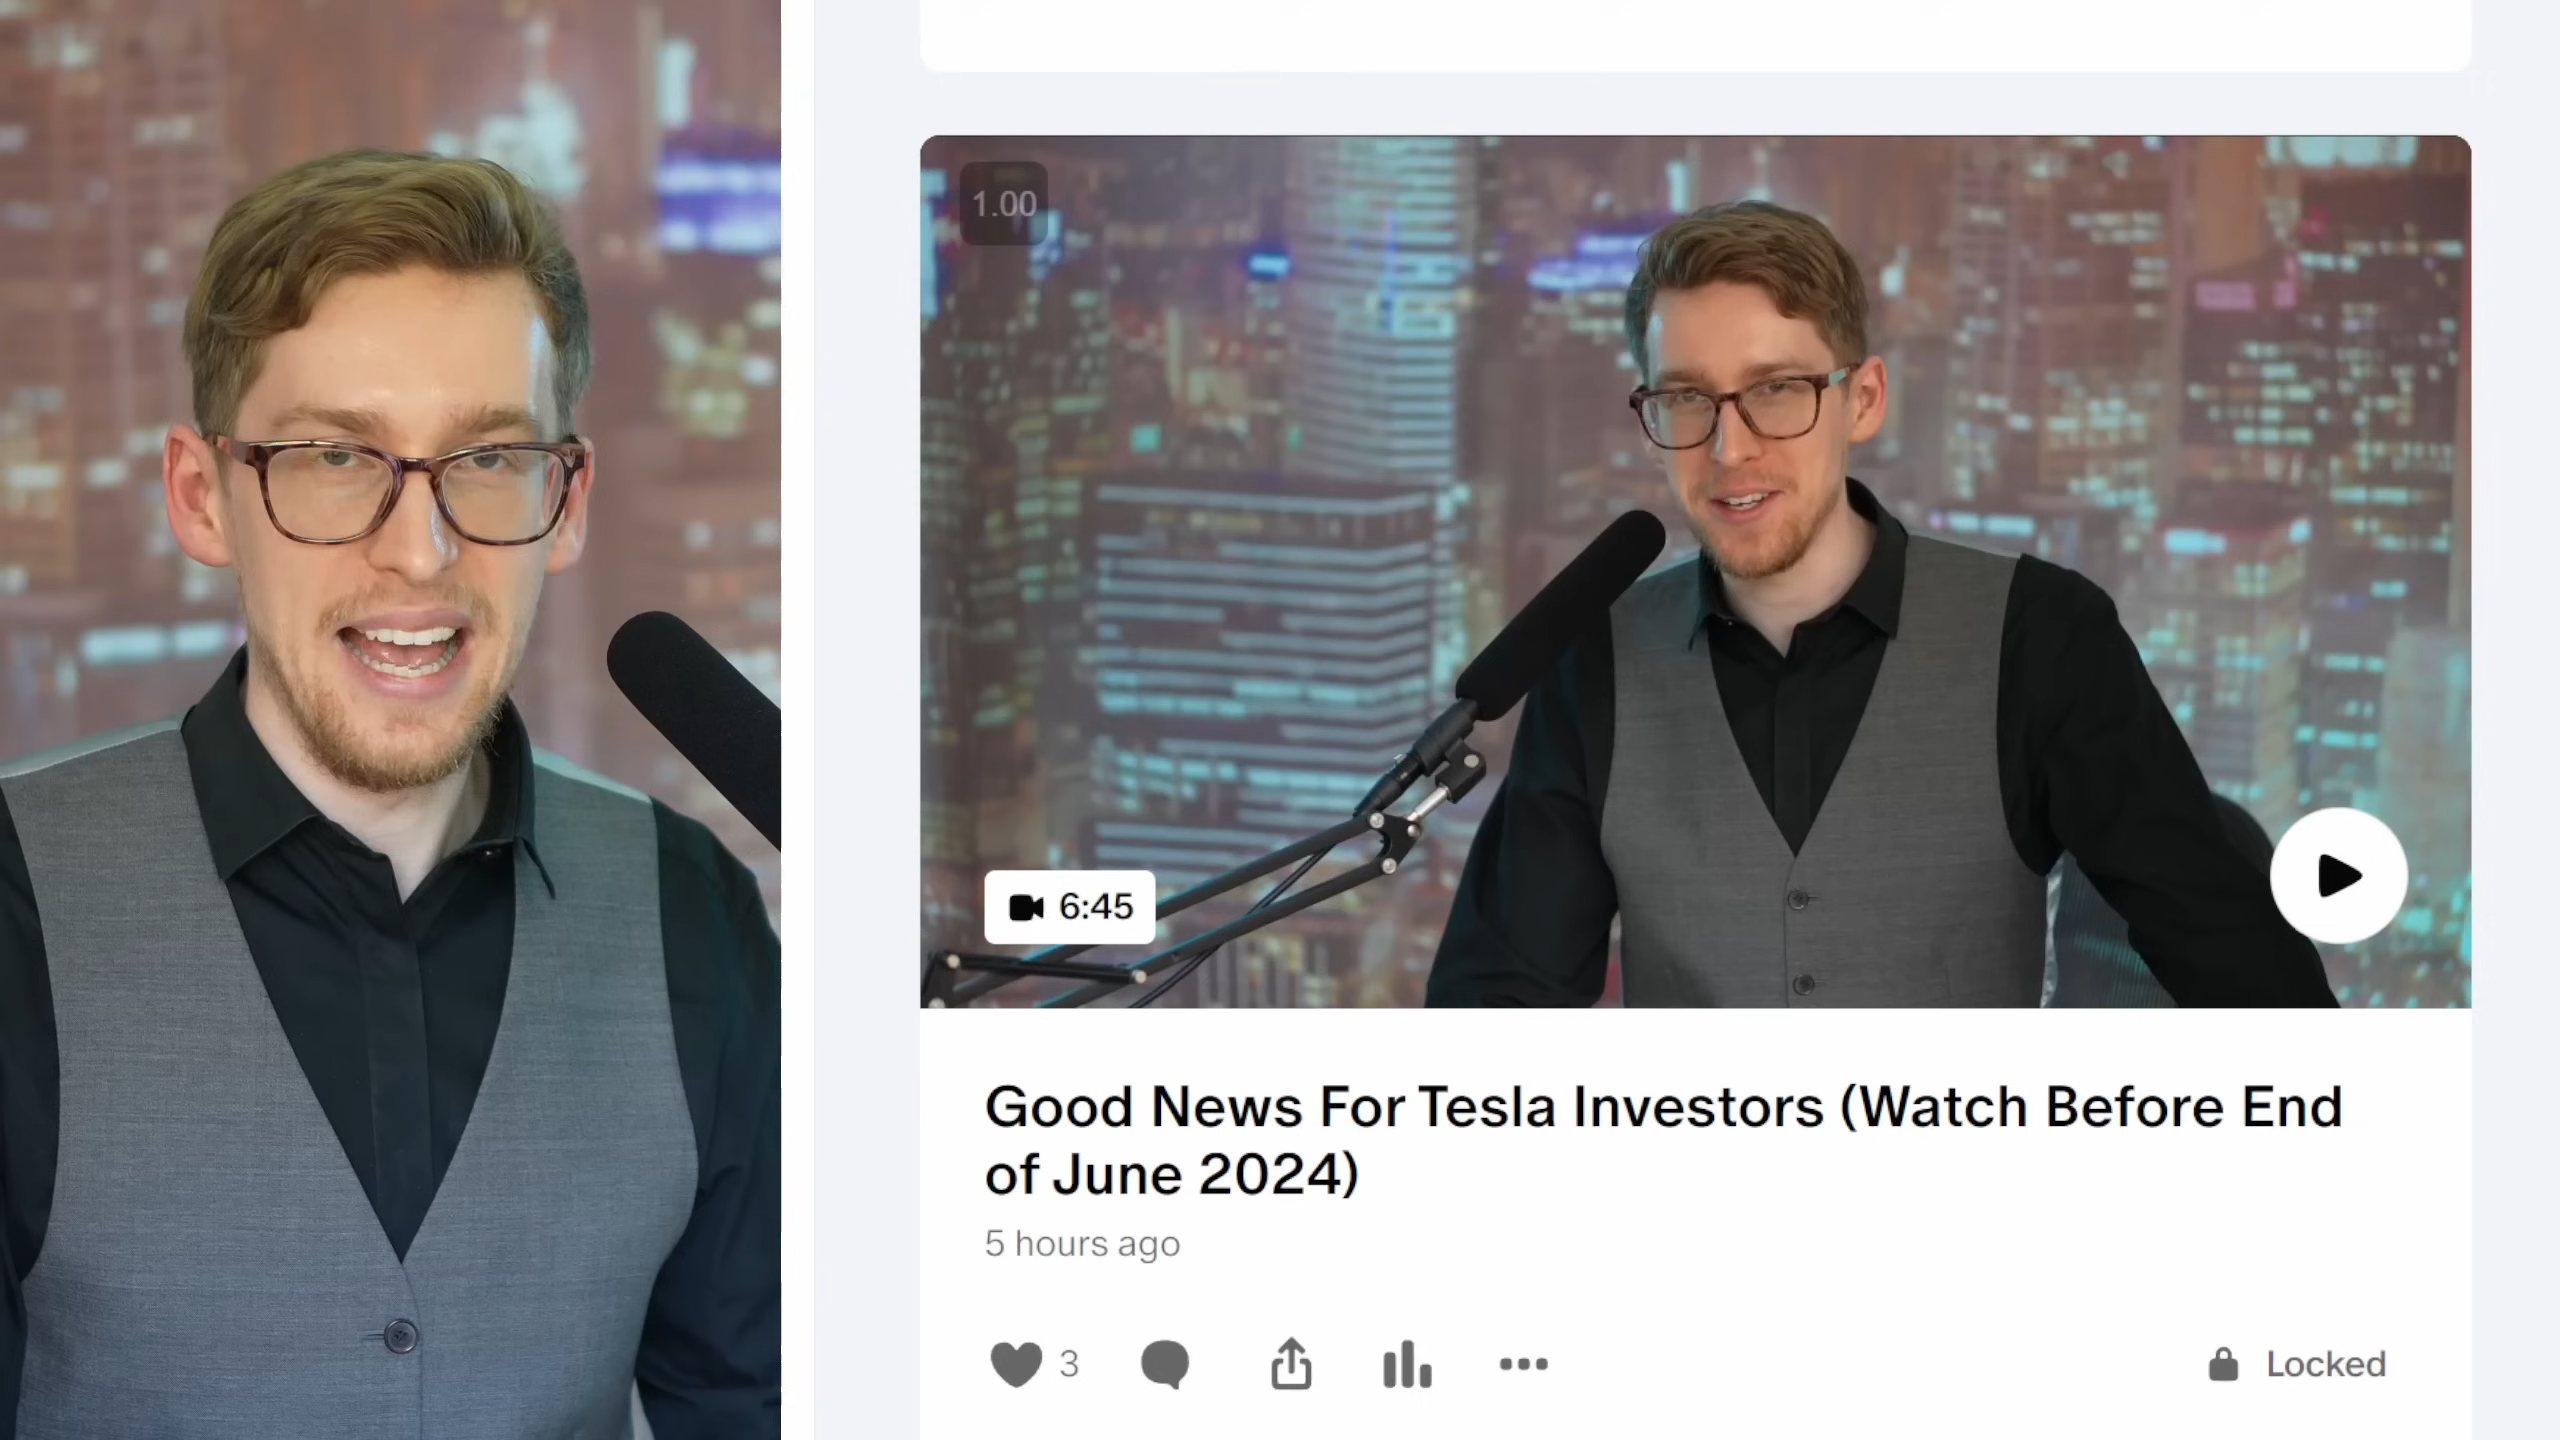 1.00
6:45
Good News For Tesla Investors (Watch Before End
of June 2024)
5 hours ago
3
Locked